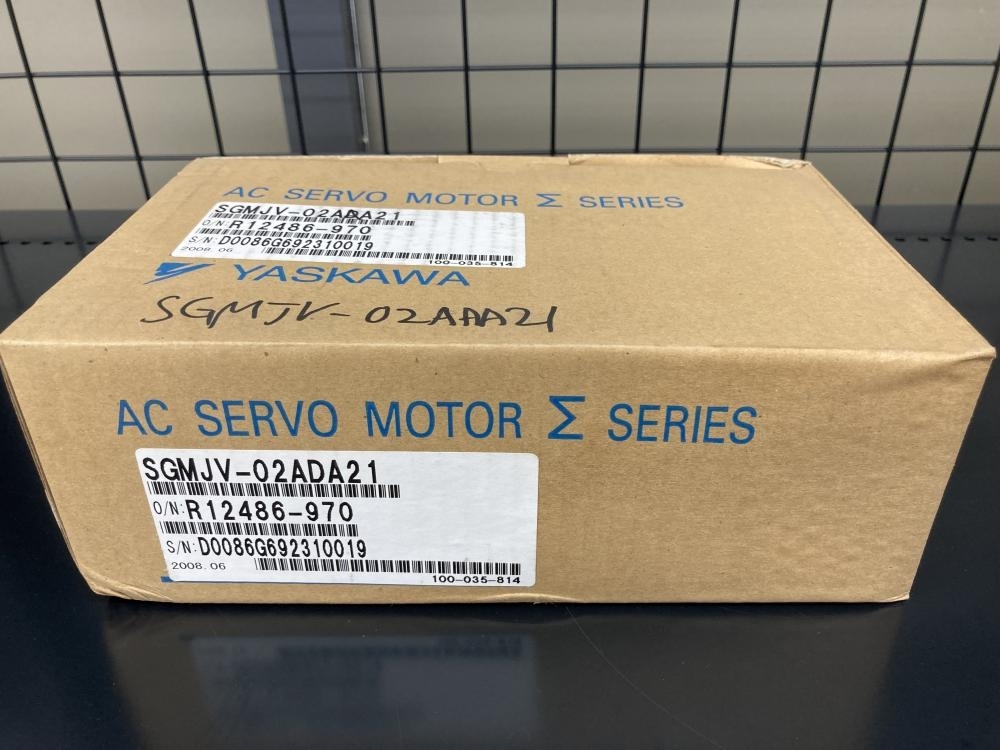 AC SERVO MOTOR Σ SERIES
SGMJV-02ADA21
O/N: R12486-970
S/N: D0086G692310019
2008.06
100-035-814
YASKAWA
SGMJV-02AAA21
AC SERVO MOTOR Σ SERIES
SGMJV-02ADA21
O/N: R12486-970
S/N: D0086G692310019
2008.06
100-035-814